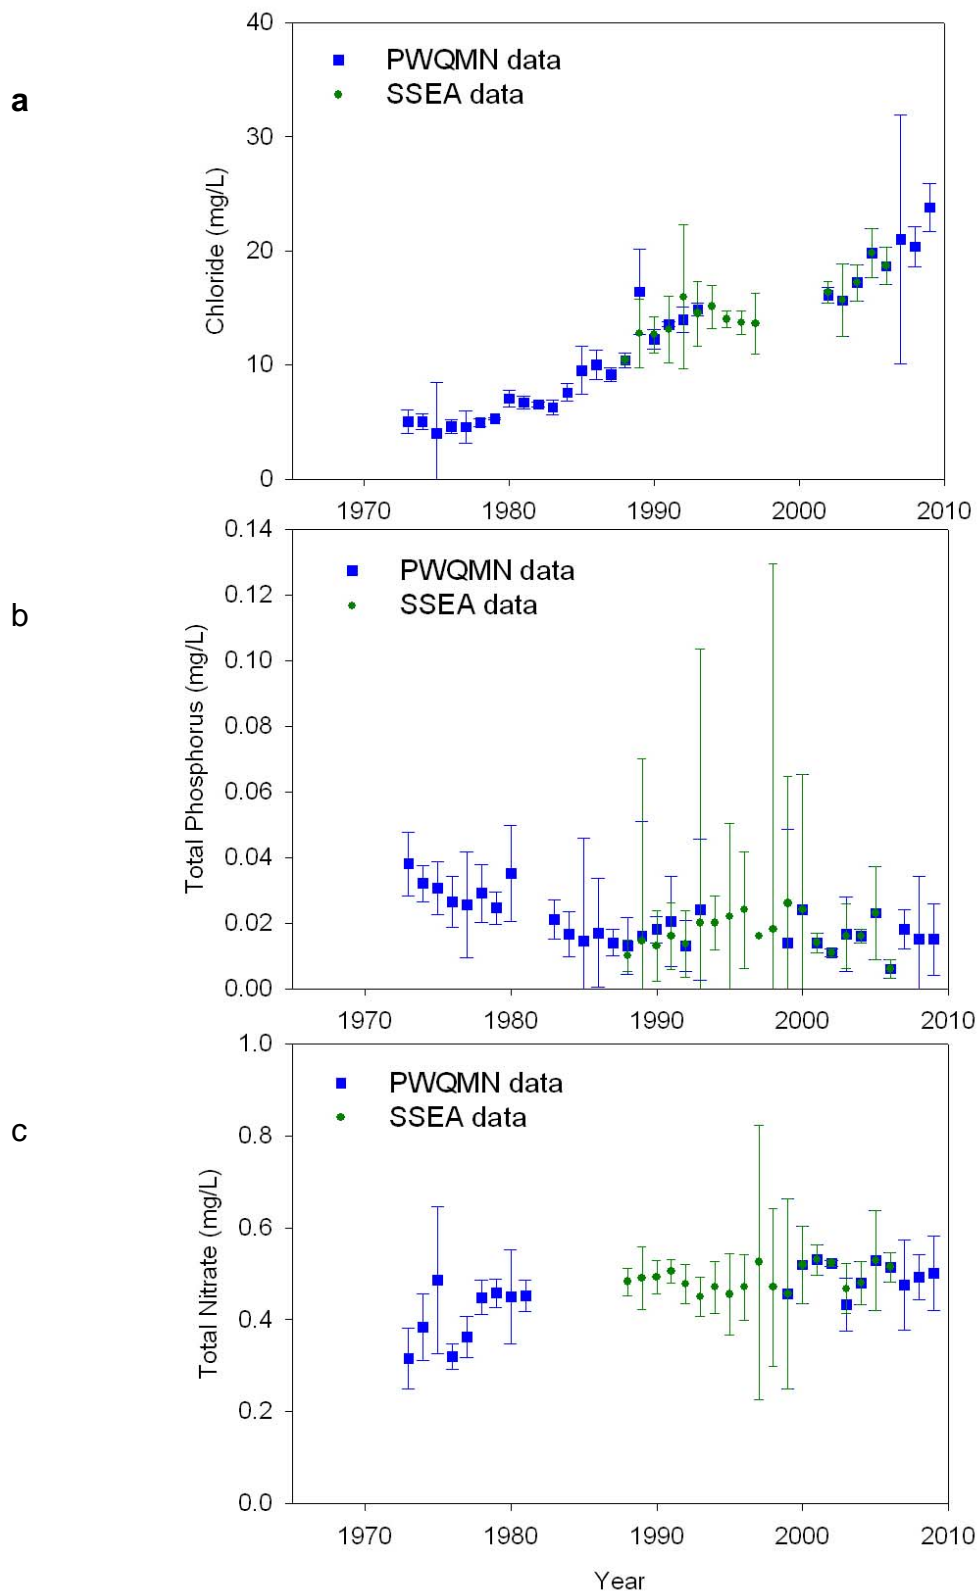 a
40
30
20
10
0
Chloride (mg/L)
PWQMN data
SSEA data
1970 1980 1990 2000 2010
b
0.14
0.12
0.10
0.08
0.06
0.04
0.02
0.00
Total Phosphorus (mg/L)
PWQMN data
SSEA data
1970 1980 1990 2000 2010
c
1.0
0.8
0.6
0.4
0.2
0.0
Total Nitrate (mg/L)
PWQMN data
SSEA data
1970 1980 1990 2000 2010
Year